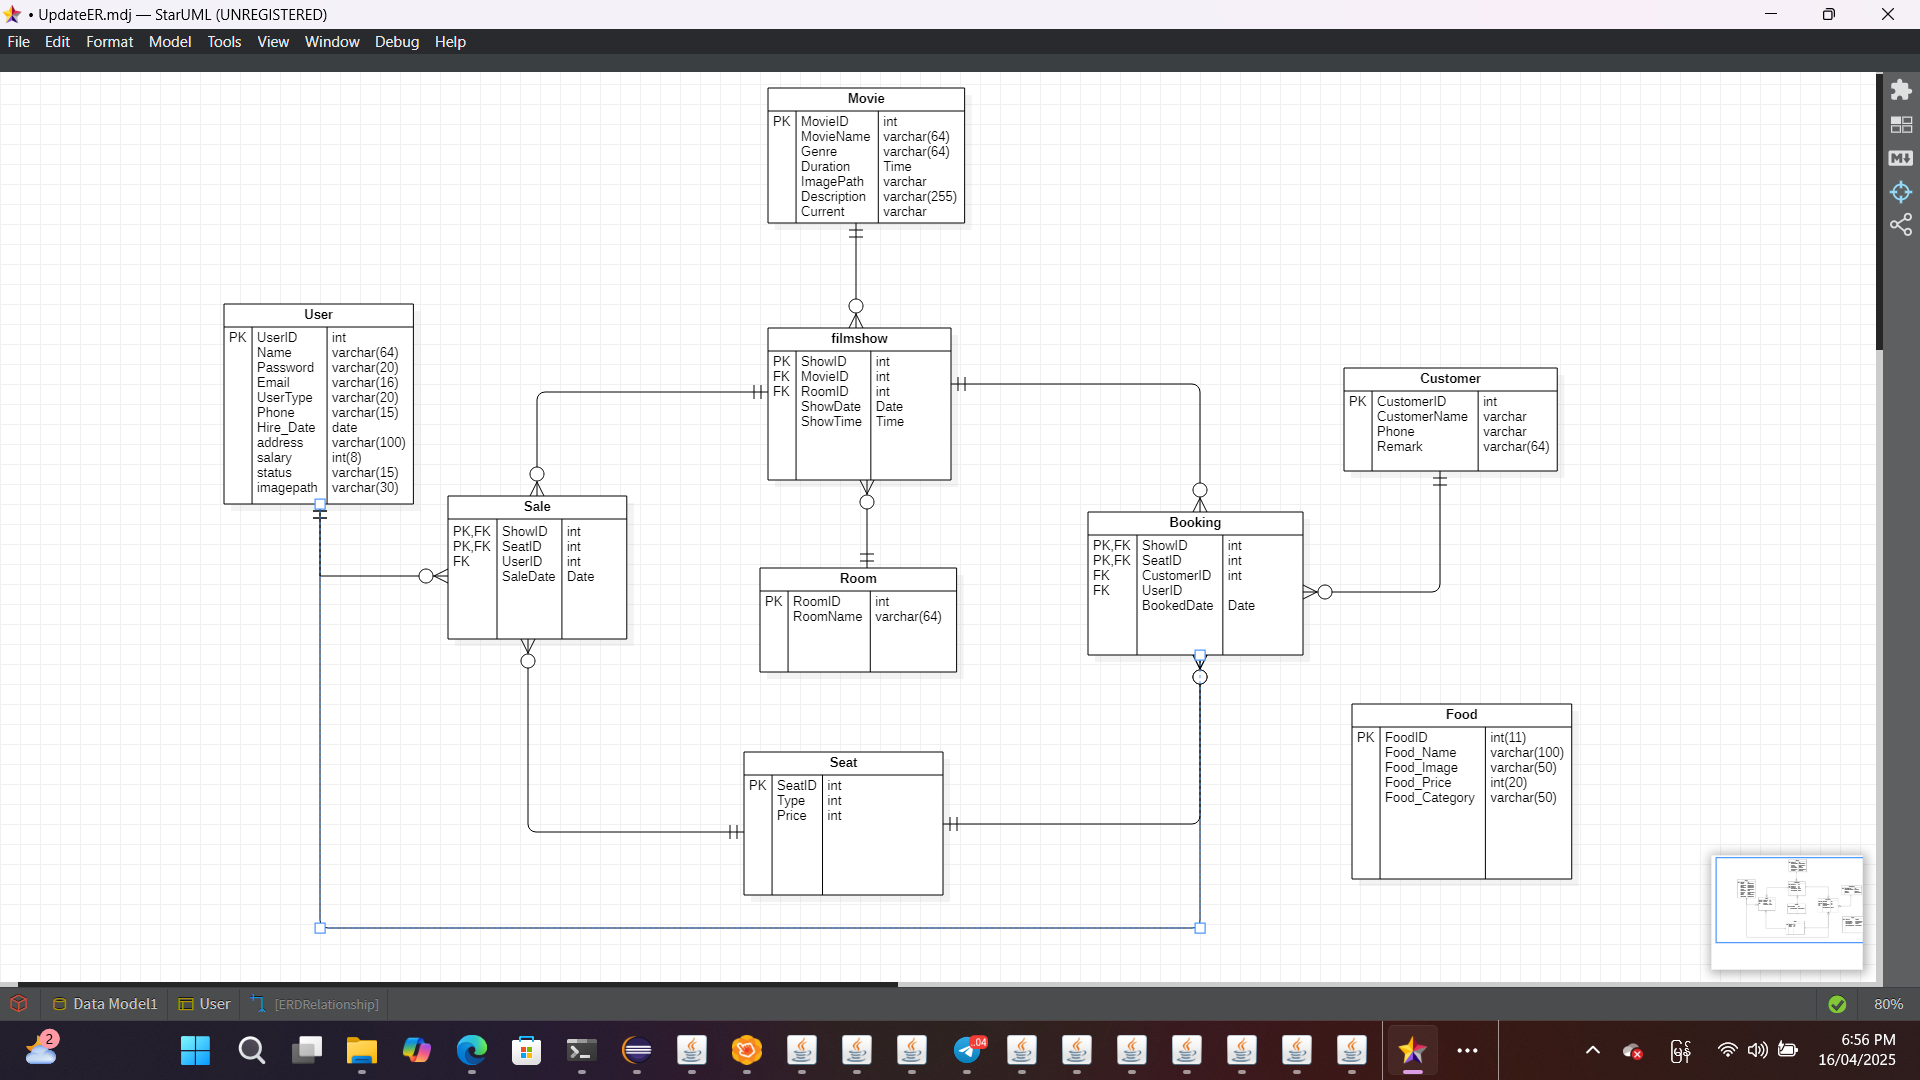 • UpdateER.mdj — StarUML (UNREGISTERED)
File Edit Format Model Tools View Window Debug Help
Movie
PK MovieID int
MovieName varchar(64)
Genre varchar(64)
Duration Time
ImagePath varchar
Description varchar(255)
Current varchar
User
PK UserID int
Name varchar(64)
Password varchar(20)
Email varchar(16)
UserType varchar(20)
Phone varchar(15)
Hire_Date date
address varchar(100)
salary int(8)
status varchar(15)
imagepath varchar(30)
filmshow
PK ShowID int
FK MovieID int
FK RoomID int
ShowDate Date
ShowTime Time
Customer
PK CustomerID int
CustomerName varchar
Phone varchar
Remark varchar(64)
Sale
PK,FK ShowID int
PK,FK SeatID int
FK UserID int
SaleDate Date
Room
PK RoomID int
RoomName varchar(64)
Booking
PK,FK ShowID int
PK,FK SeatID int
FK CustomerID int
FK UserID
BookedDate Date
Seat
PK SeatID int
Type int
Price int
Food
PK FoodID int(11)
Food_Name varchar(100)
Food_Image varchar(50)
Food_Price int(20)
Food_Category varchar(50)
M
Data Model1 User [ERDRelationship] 80%
2
.04
မြန်
6:56 PM
16/04/2025